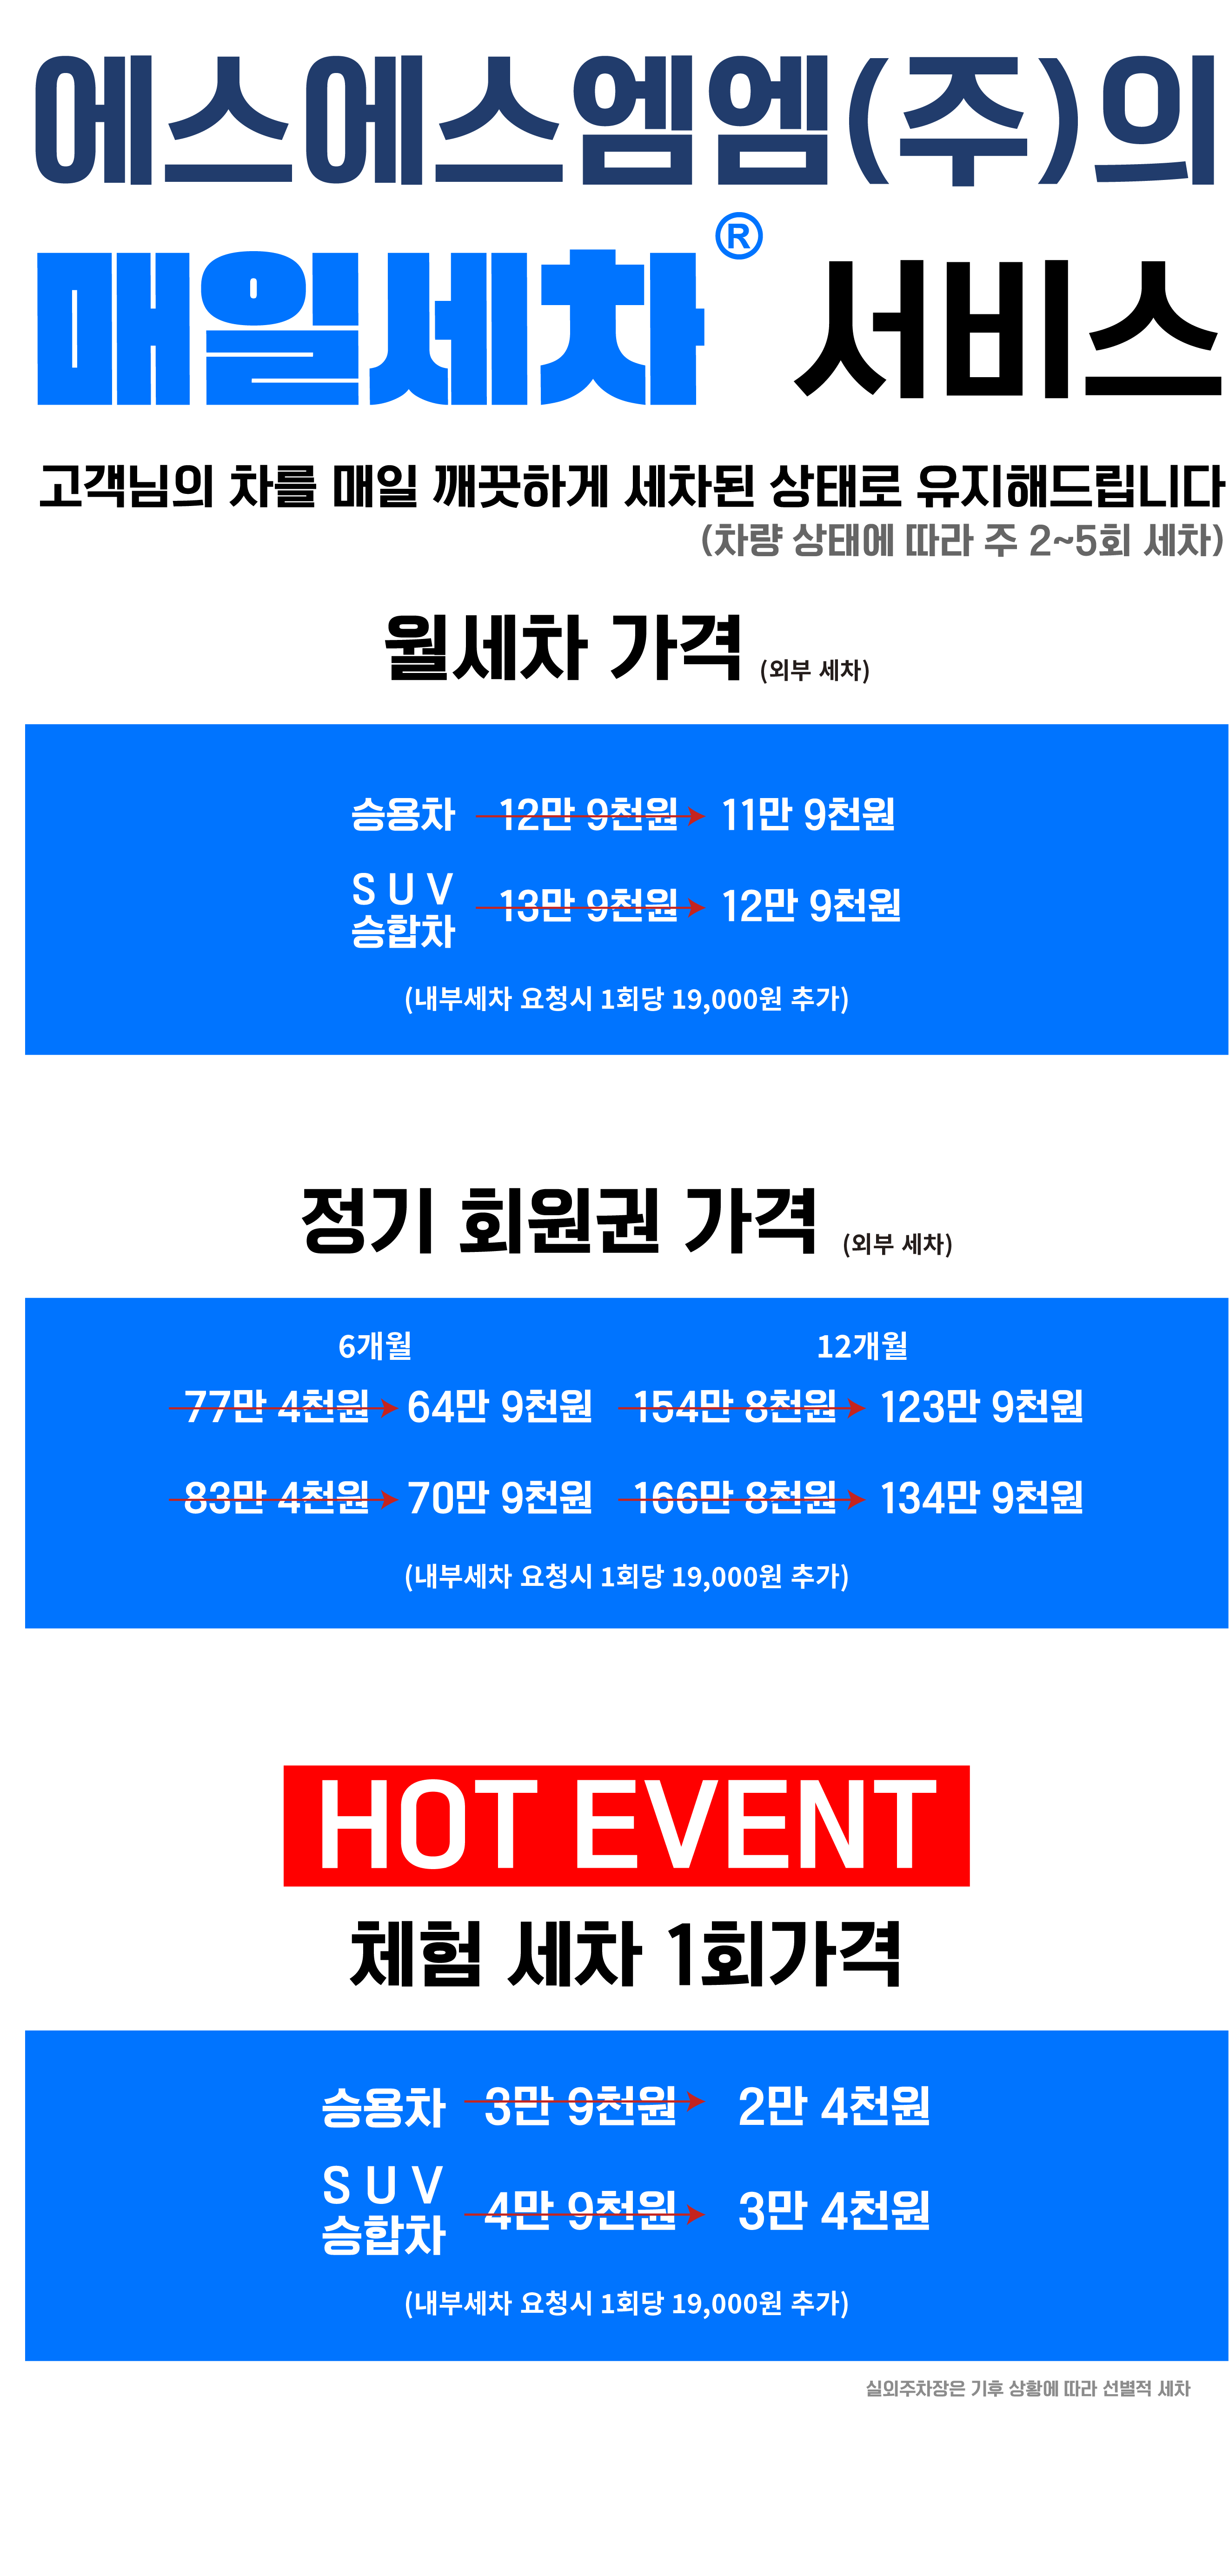 에스에스엠엠(주)의
매일세차® 서비스
고객님의 차를 매일 깨끗하게 세차된 상태로 유지해드립니다
(차량 상태에 따라 주 2~5회 세차)
월세차 가격 (외부 세차)
승용차 12만 9천원 11만 9천원
SUV
승합차 13만 9천원 12만 9천원
(내부세차 요청시 1회당 19,000원 추가)
정기 회원권 가격 (외부 세차)
6개월 12개월
77만 4천원 64만 9천원 154만 8천원 123만 9천원
83만 4천원 70만 9천원 166만 8천원 134만 9천원
(내부세차 요청시 1회당 19,000원 추가)
HOT EVENT
체험 세차 1회가격
승용차 3만 9천원 2만 4천원
SUV
승합차 4만 9천원 3만 4천원
(내부세차 요청시 1회당 19,000원 추가)
실외주차장은 기후 상황에 따라 선별적 세차